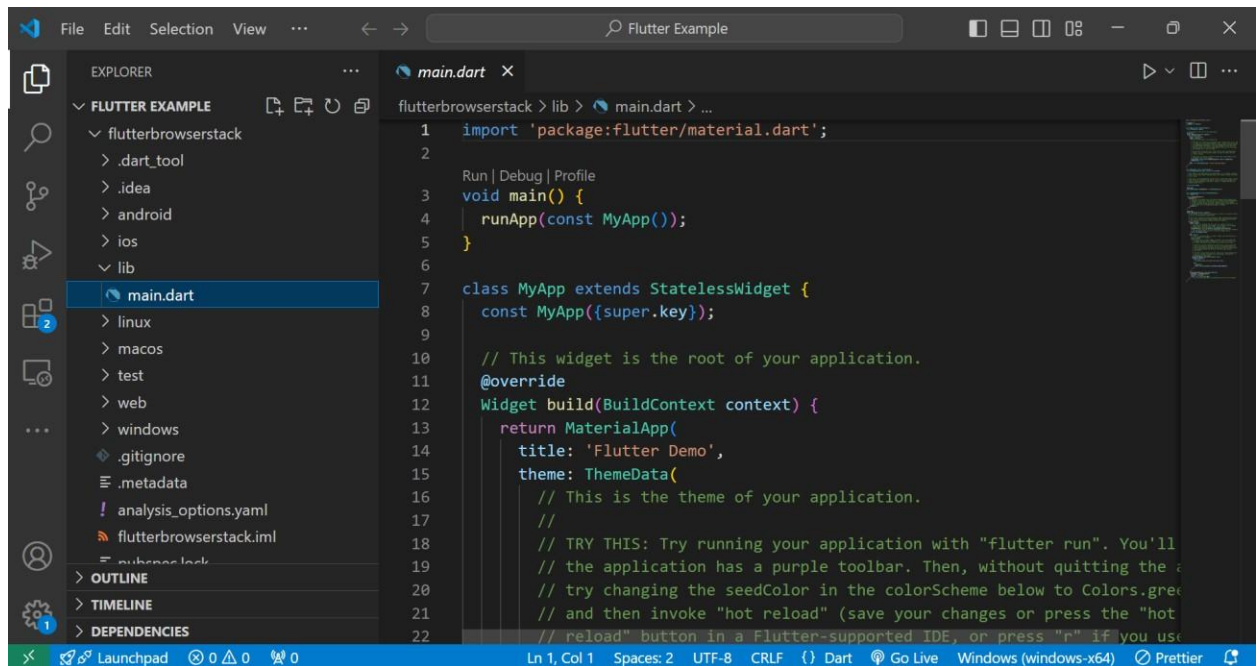 File Edit Selection View ··· Flutter Example
EXPLORER ···
FLUTTER EXAMPLE
flutterbrowserstack
.dart_tool
.idea
android
ios
lib
main.dart
linux
macos
test
web
windows
.gitignore
.metadata
analysis_options.yaml
flutterbrowserstack.iml
pubspec.lock
OUTLINE
TIMELINE
DEPENDENCIES
2
1
main.dart
flutterbrowserstack > lib > main.dart > ...
1 import 'package:flutter/material.dart';
2
Run | Debug | Profile
3 void main() {
4 runApp(const MyApp());
5 }
6
7 class MyApp extends StatelessWidget {
8 const MyApp({super.key});
9
10 // This widget is the root of your application.
11 @override
12 Widget build(BuildContext context) {
13 return MaterialApp(
14 title: 'Flutter Demo',
15 theme: ThemeData(
16 // This is the theme of your application.
17 //
18 // TRY THIS: Try running your application with "flutter run". You'll
19 // the application has a purple toolbar. Then, without quitting the a
20 // try changing the seedColor in the colorScheme below to Colors.gree
21 // and then invoke "hot reload" (save your changes or press the "hot
22 // reload" button in a Flutter-supported IDE, or press "r" if you use
Launchpad 0 0 0 Ln 1, Col 1 Spaces: 2 UTF-8 CRLF {} Dart Go Live Windows (windows-x64) Prettier